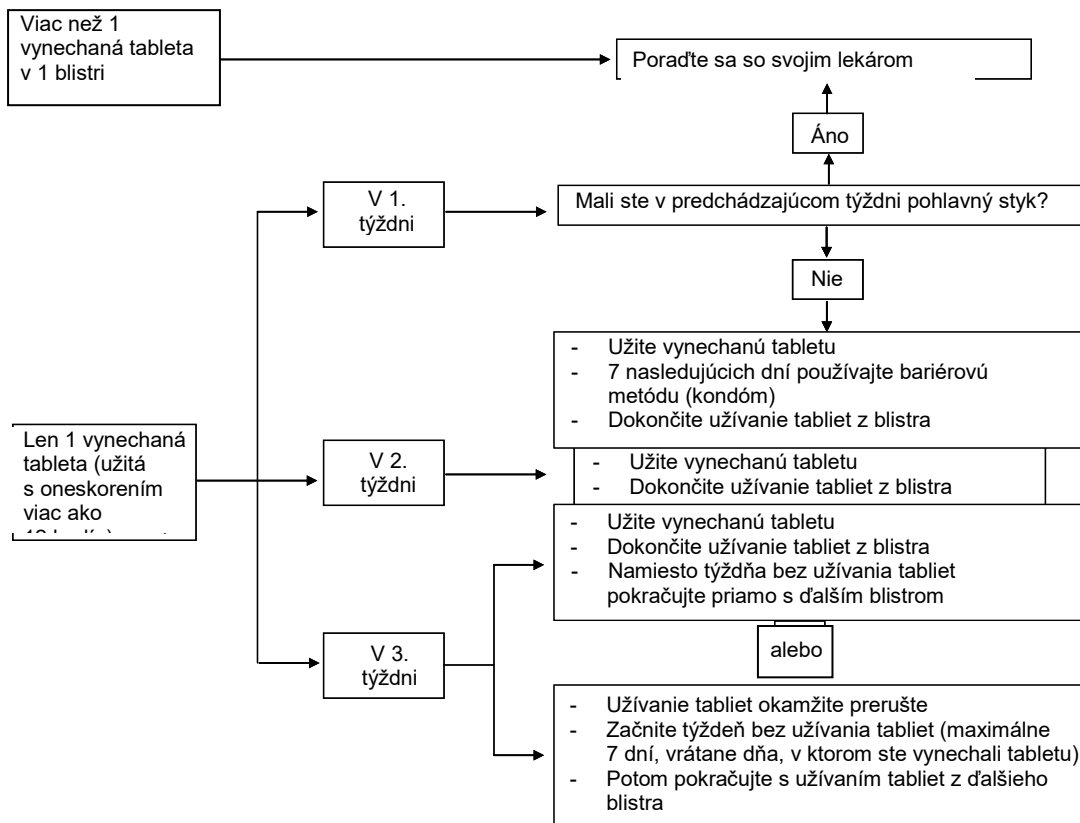 Viac než 1
vynechaná tableta
v 1 blistri
Poraďte sa so svojim lekárom
Áno
V 1.
týždni
Mali ste v predchádzajúcom týždni pohlavný styk?
Nie
- Užite vynechanú tabletu
- 7 nasledujúcich dní používajte bariérovú
metódu (kondóm)
- Dokončite užívanie tabliet z blistra
Len 1 vynechaná
tableta (užitá
s oneskorením
viac ako
V 2.
týždni
- Užite vynechanú tabletu
- Dokončite užívanie tabliet z blistra
- Užite vynechanú tabletu
- Dokončite užívanie tabliet z blistra
- Namiesto týždňa bez užívania tabliet
pokračujte priamo s ďalším blistrom
V 3.
týždni
alebo
- Užívanie tabliet okamžite prerušte
- Začnite týždeň bez užívania tabliet (maximálne
7 dní, vrátane dňa, v ktorom ste vynechali tabletu)
- Potom pokračujte s užívaním tabliet z ďalšieho
blistra